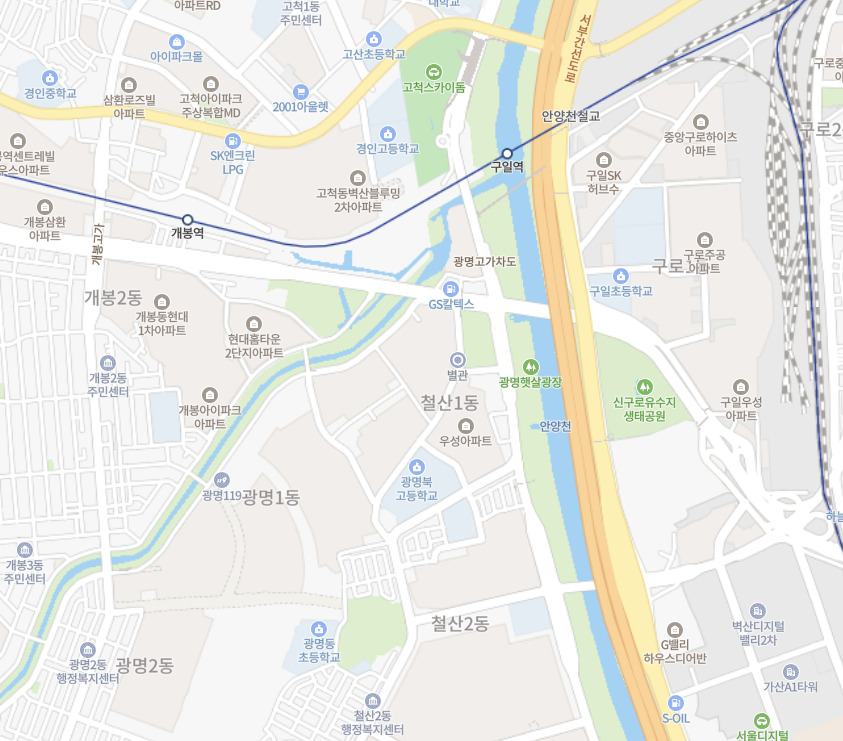 아파트RD
고척1동
주민센터
대학교
아이파크몰
고산초등학교
서부간선도로
경인중학교
삼환로즈빌
아파트
고척아이파크
주상복합MD
2001아울렛
고척스카이돔
SK엔크린
LPG
경인고등학교
안양천철교
중앙구로하이츠
아파트
구로2
구일역
구일SK
허브수
역센트레빌
우스아파트
고척동벽산블루밍
2차아파트
개봉삼환
아파트
개봉역
개봉고가
광명고가차도
구로주공
아파트
구로
구일초등학교
GS칼텍스
개봉2동
개봉동현대
1차아파트
현대홈타운
2단지아파트
개봉2동
주민센터
별관
광명햇살광장
신구로유수지
생태공원
구일우성
아파트
개봉아이파크
아파트
철산1동
우성아파트
안양천
광명북
고등학교
광명119
광명1동
개봉3동
주민센터
철산2동
벽산디지털
밸리2차
광명동
초등학교
G밸리
하우스디어반
광명2동
행정복지센터
광명2동
가산A1타워
철산2동
행정복지센터
S-OIL
서울디지털